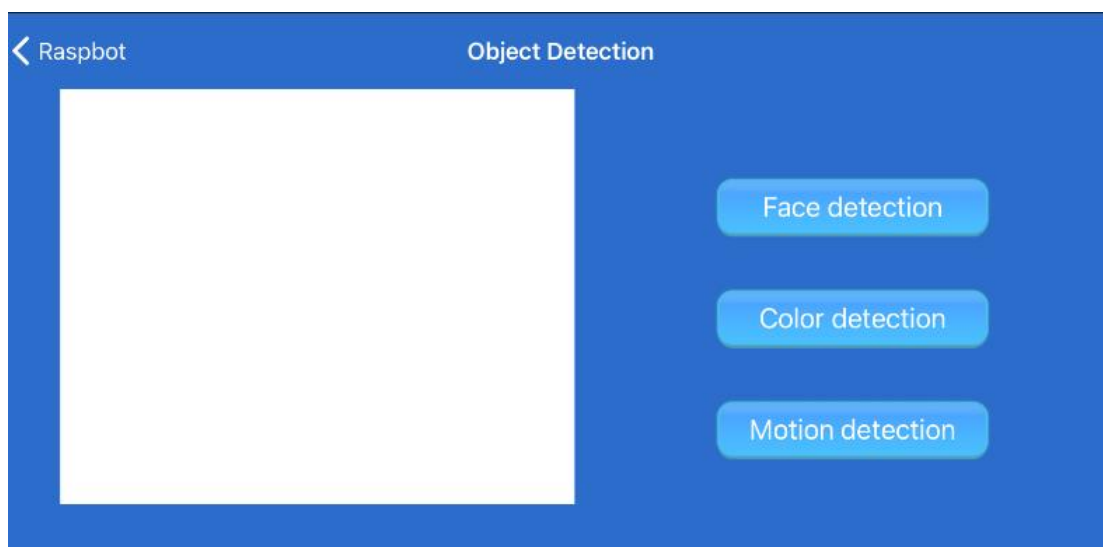 Raspbot
Object Detection
Face detection
Color detection
Motion detection